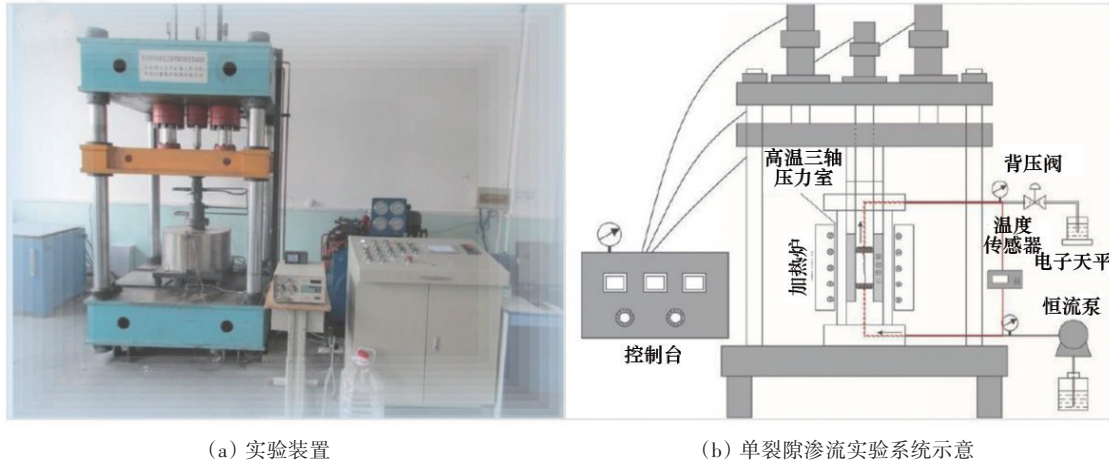 高温三轴
压力室
背压阀
温度
传感器
电子天平
加热炉
恒流泵
控制台
(a) 实验装置
(b) 单裂隙渗流实验系统示意